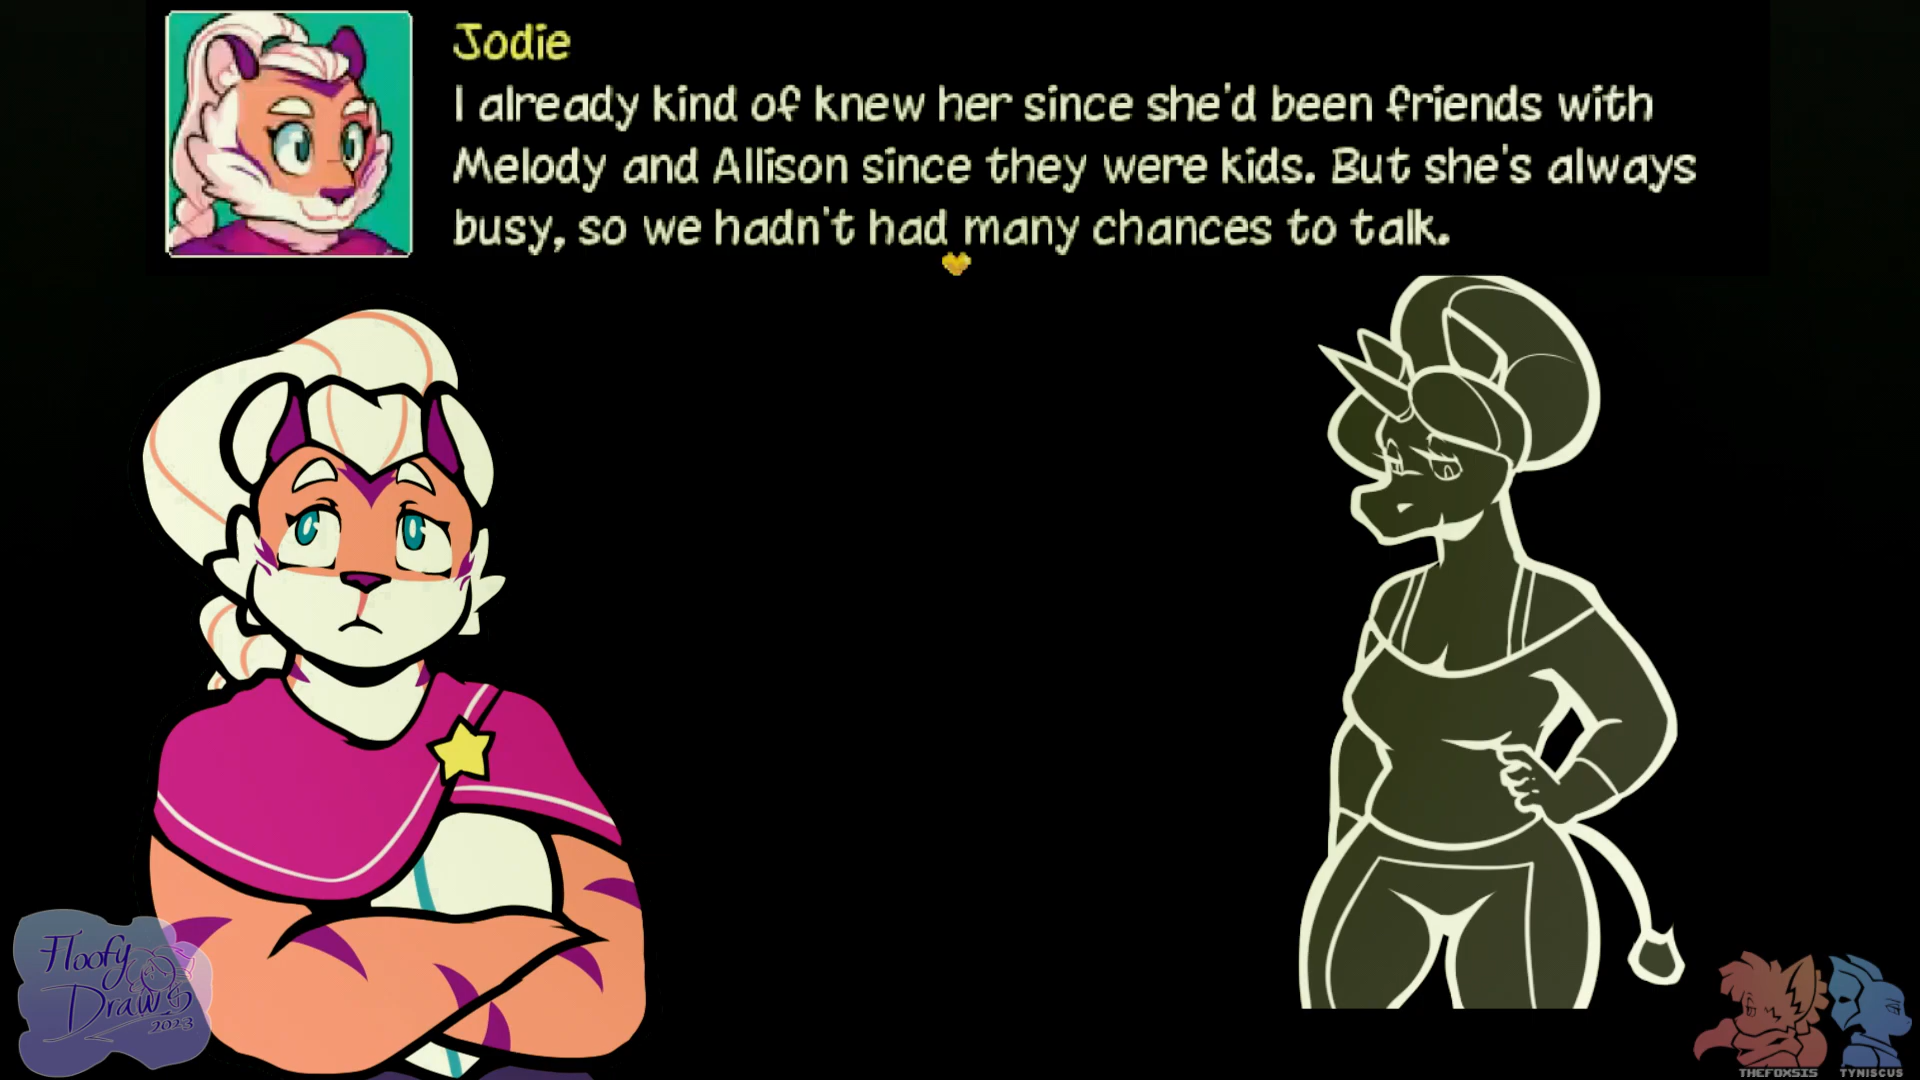 Jodie
I already kind of knew her since she'd been friends with
Melody and Allison since they were kids. But she's always
busy, so we hadn't had many chances to talk.
Floofy
Draws
2023
THEFOXSIS
TYNISCUS